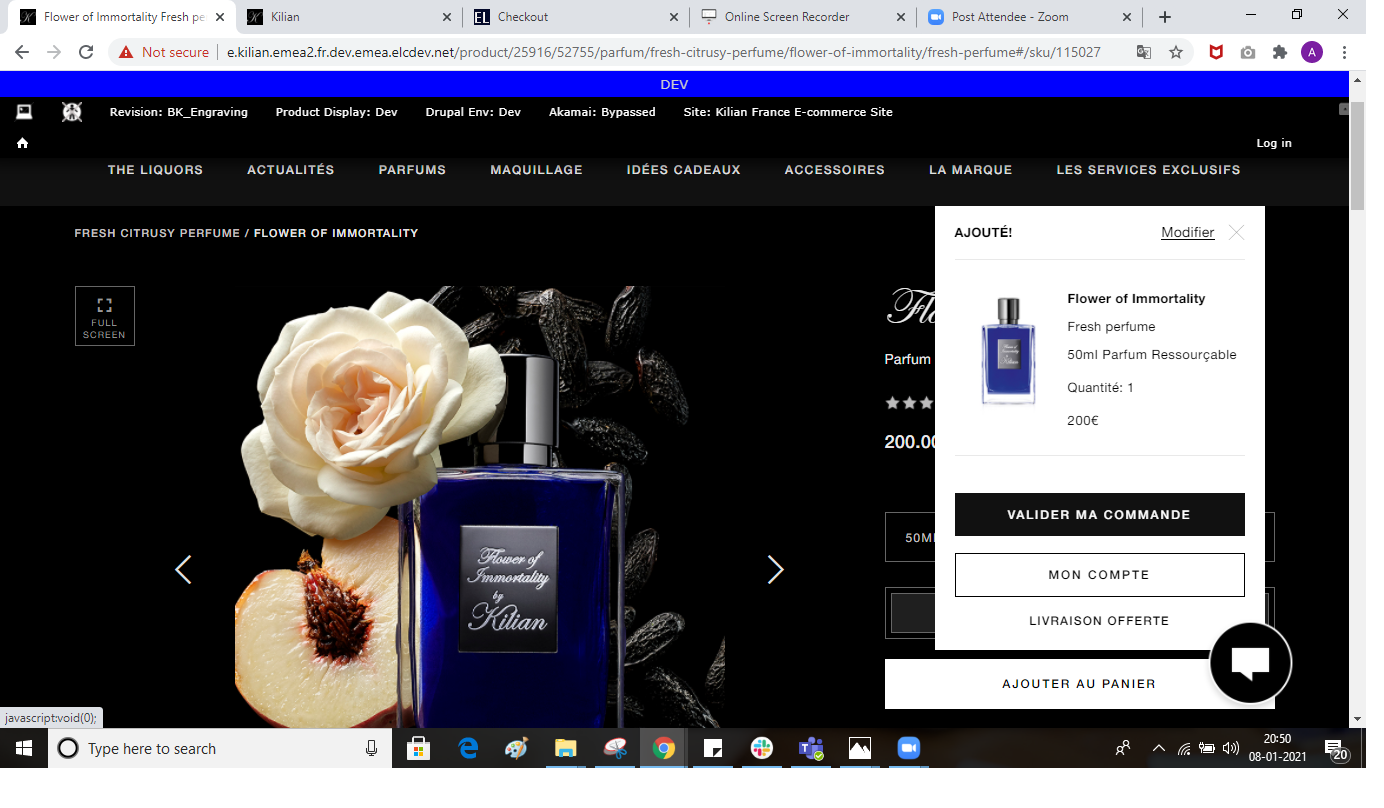 Flower of Immortality Fresh pe
Kilian
EL Checkout
Online Screen Recorder
Post Attendee - Zoom
Not secure
e.kilian.emea2.fr.dev.emea.elcdev.net/product/25916/52755/parfum/fresh-citrusy-perfume/flower-of-immortality/fresh-perfume#/sku/115027
A
DEV
Revision: BK_Engraving
Product Display: Dev
Drupal Env: Dev
Akamai: Bypassed
Site: Kilian France E-commerce Site
Log in
THE LIQUORS
ACTUALITÉS
PARFUMS
MAQUILLAGE
IDÉES CADEAUX
ACCESSOIRES
LA MARQUE
LES SERVICES EXCLUSIFS
FRESH CITRUSY PERFUME / FLOWER OF IMMORTALITY
FULL
SCREEN
Flower of
Immortality
by
Kilian
Flo
Parfum
200.00
50M
AJOUTÉ!
Modifier
Flower of Immortality
Fresh perfume
50ml Parfum Ressourçable
Quantité: 1
200€
VALIDER MA COMMANDE
MON COMPTE
LIVRAISON OFFERTE
AJOUTER AU PANIER
javascript:void(0);
Type here to search
20:50
08-01-2021
20